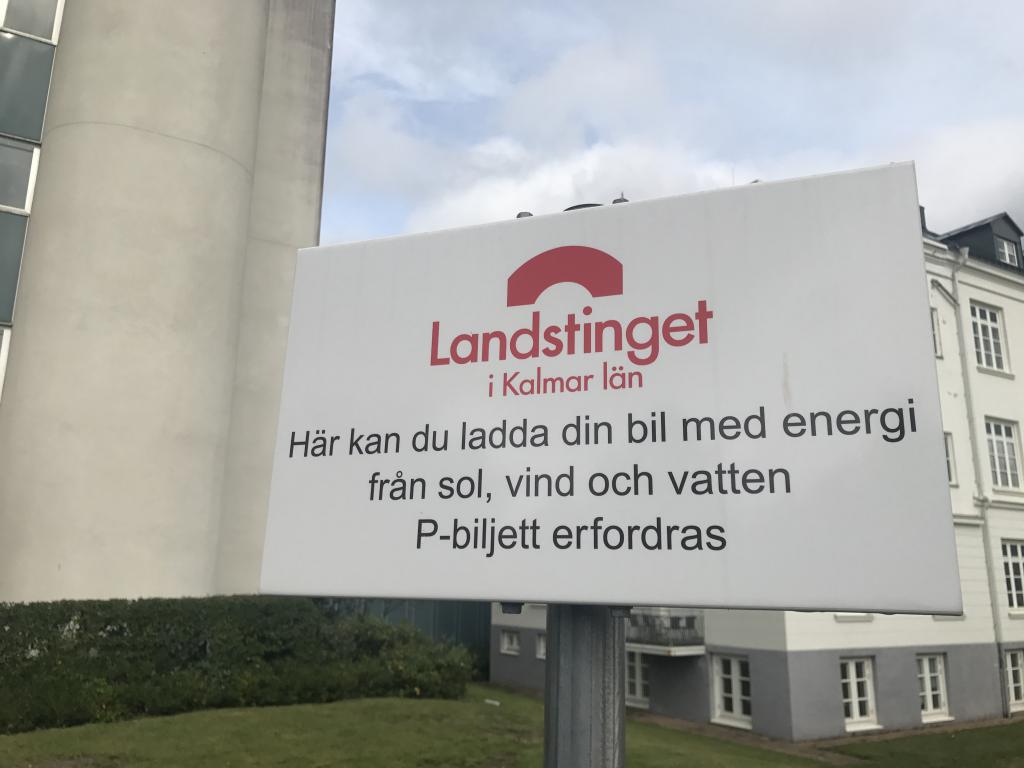 Landstinget
i Kalmar län
Här kan du ladda din bil med energi
från sol, vind och vatten
P-biljett erfordras